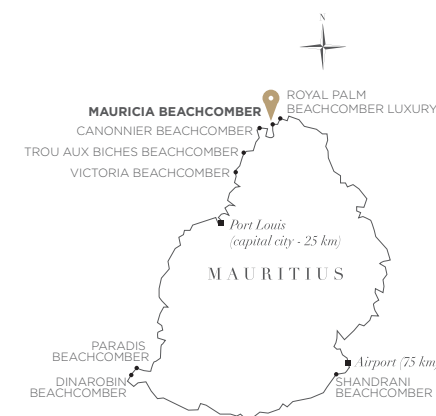 N
ROYAL PALM
BEACHCOMBER LUXURY
MAURICIA BEACHCOMBER
CANONNIER BEACHCOMBER
TROU AUX BICHES BEACHCOMBER
VICTORIA BEACHCOMBER
Port Louis
(capital city - 25 km)
MAURITIUS
PARADIS
BEACHCOMBER
Airport (75 km
DINAROBIN
BEACHCOMBER
SHANDRANI
BEACHCOMBER